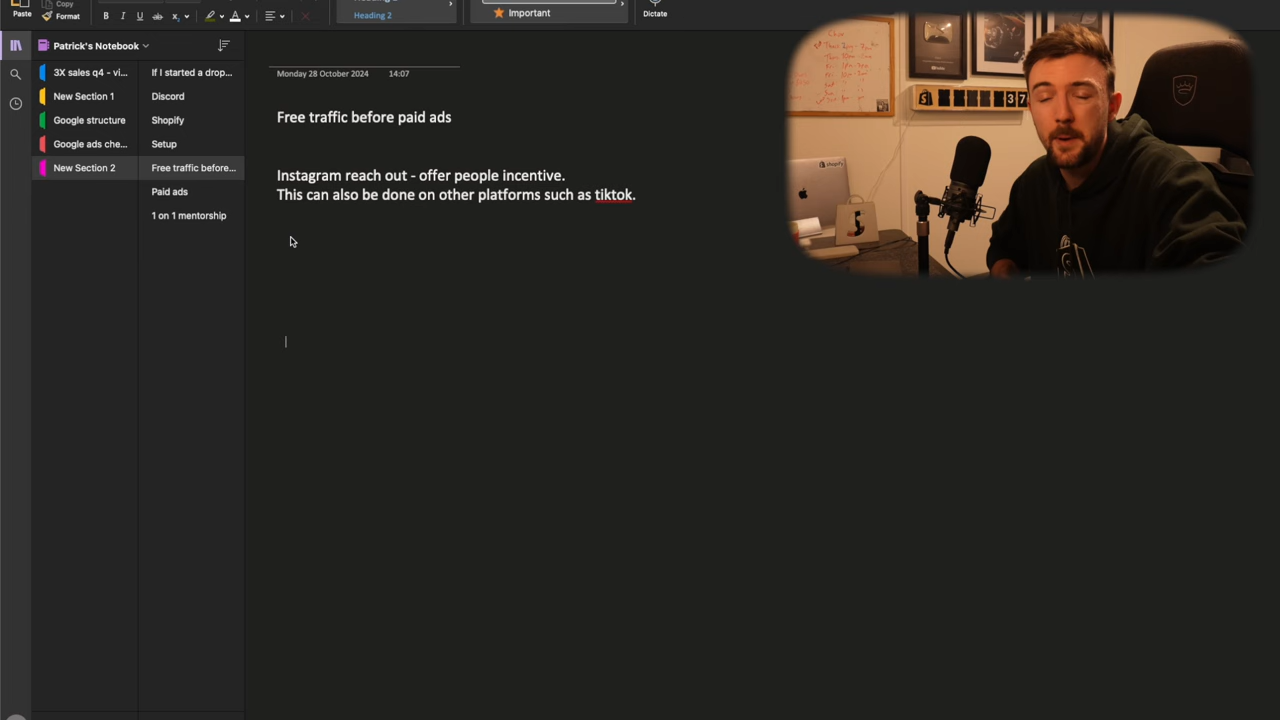 Paste
Copy
Format
B I U
A
Heading 2
Important
Dictate
Patrick's Notebook
3X sales q4 - vi...
New Section 1
Google structure
Google ads che...
New Section 2
If I started a drop...
Discord
Shopify
Setup
Free traffic before...
Paid ads
1 on 1 mentorship
Monday 28 October 2024 14:07
Free traffic before paid ads
Instagram reach out - offer people incentive.
This can also be done on other platforms such as tiktok.
shopify
37